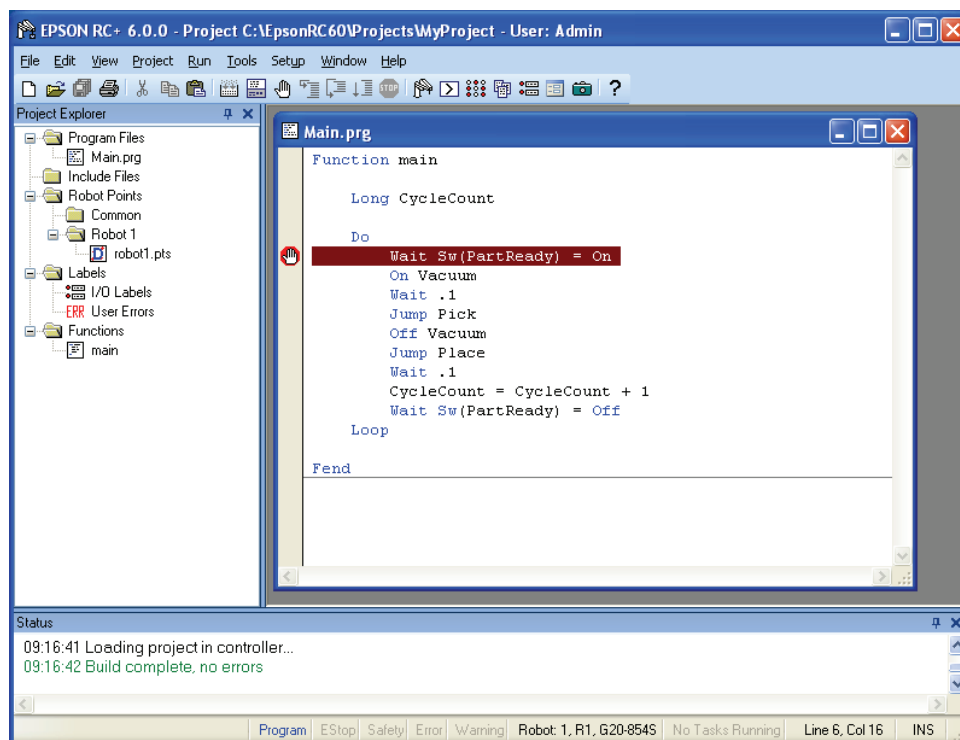 EPSON RC+ 6.0.0 - Project C:\EpsonRC60\Projects\MyProject - User: Admin
File Edit View Project Run Tools Setup Window Help
STOP ?
Project Explorer
Program Files
Main.prg
Include Files
Robot Points
Common
Robot 1
robot1.pts
Labels
I/O Labels
ERR User Errors
Functions
main
Main.prg
Function main
Long CycleCount
Do
Wait Sw(PartReady) = On
On Vacuum
Wait .1
Jump Pick
Off Vacuum
Jump Place
Wait .1
CycleCount = CycleCount + 1
Wait Sw(PartReady) = Off
Loop
Fend
Status
09:16:41 Loading project in controller...
09:16:42 Build complete, no errors
Program EStop Safety Error Warning Robot: 1, R1, G20-854S No Tasks Running Line 6, Col 16 INS